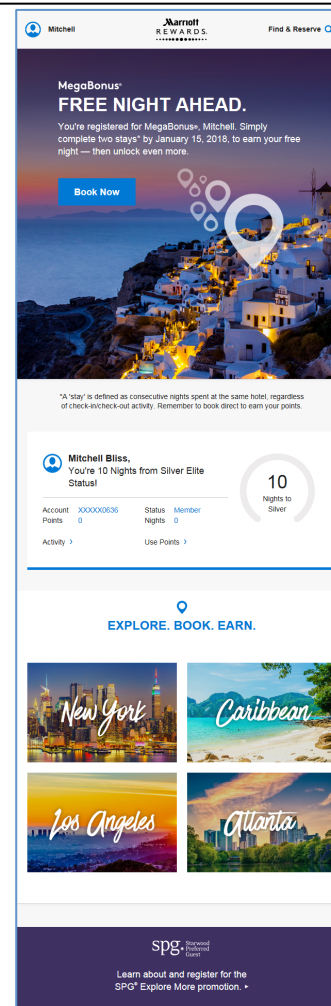 Mitchell
Marriott
REWARDS.
Find & Reserve
MegaBonus®
FREE NIGHT AHEAD.
You're registered for MegaBonus®, Mitchell. Simply
complete two stays* by January 15, 2018, to earn your free
night — then unlock even more.
Book Now
*A 'stay' is defined as consecutive nights spent at the same hotel, regardless
of check-in/check-out activity. Remember to book direct to earn your points.
Mitchell Bliss,
You're 10 Nights from Silver Elite
Status!
10
Nights to
Silver
Account XXXXX0636 Status Member
Points 0 Nights 0
Activity › Use Points ›
EXPLORE. BOOK. EARN.
New York
Caribbean
Los Angeles
Atlanta
spg. Starwood
Preferred
Guest
Learn about and register for the
SPG® Explore More promotion. ▸